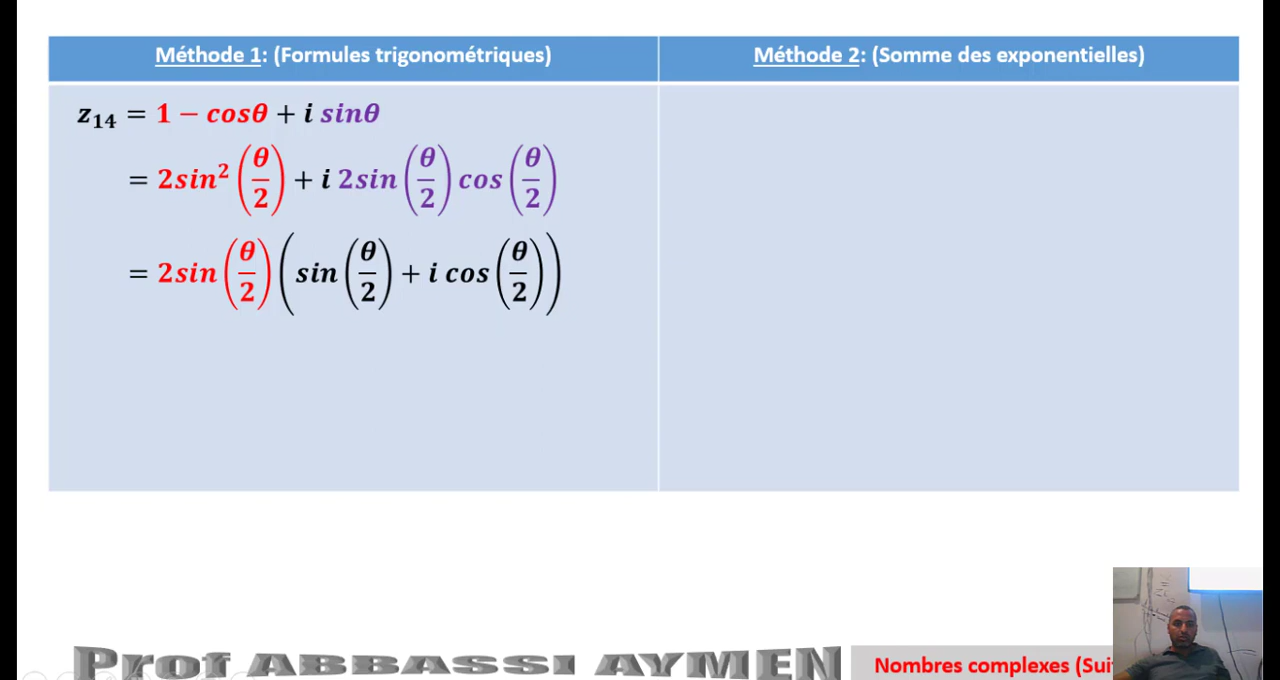 Méthode 1: (Formules trigonométriques)
Méthode 2: (Somme des exponentielles)
z₁₄ = 1 − cosθ + i sinθ
= 2sin²(θ/2) + i 2sin(θ/2) cos(θ/2)
= 2sin(θ/2) (sin(θ/2) + i cos(θ/2))
Prof ABBASSI AYMEN
Nombres complexes (Sui